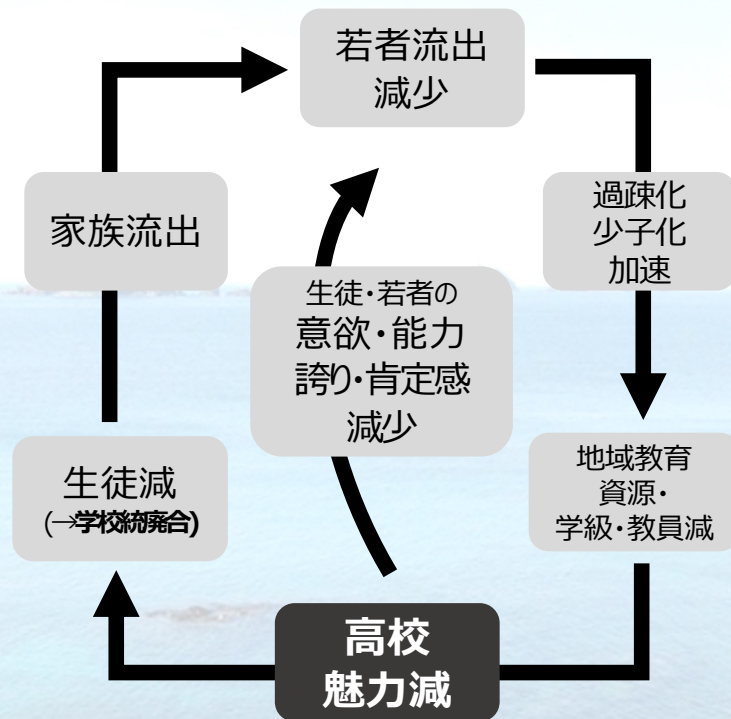 若者流出
減少
家族流出
過疎化
少子化
加速
生徒・若者の
意欲・能力
誇り・肯定感
減少
生徒減
(→学校統廃合)
地域教育
資源・
学級・教員減
高校
魅力減